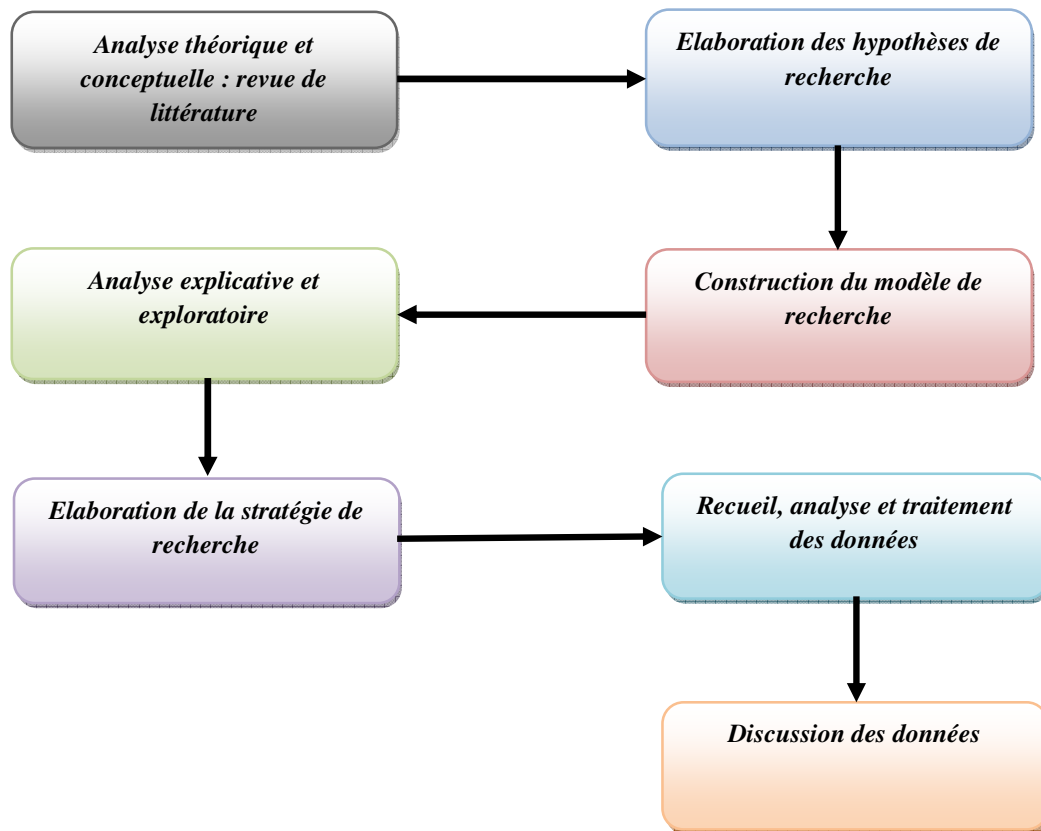 Analyse théorique et
conceptuelle : revue de
littérature
Elaboration des hypothèses de
recherche
Construction du modèle de
recherche
Analyse explicative et
exploratoire
Elaboration de la stratégie de
recherche
Recueil, analyse et traitement
des données
Discussion des données